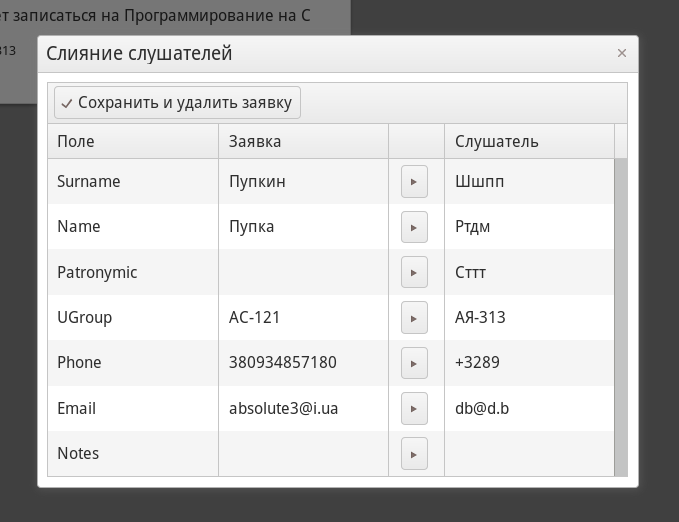 ет записаться на Программирование на С
313
Слияние слушателей ×
Сохранить и удалить заявку
Поле Заявка Слушатель
Surname Пупкин Шшпп
Name Пупка Ртдм
Patronymic Сттт
UGroup АС-121 АЯ-313
Phone 380934857180 +3289
Email absolute3@i.ua db@d.b
Notes